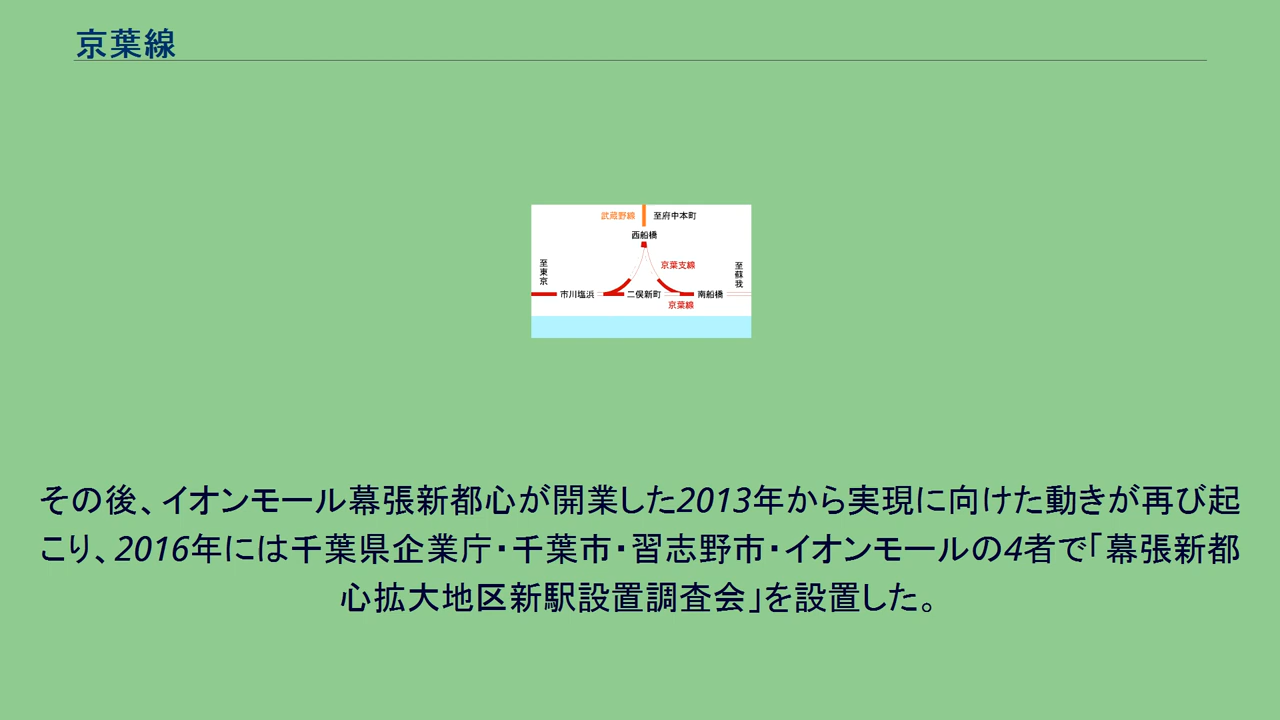 京葉線
武蔵野線 至府中本町
西船橋
京葉支線
至東京
至蘇我
市川塩浜 二俣新町 南船橋
京葉線
その後、イオンモール幕張新都心が開業した2013年から実現に向けた動きが再び起
こり、2016年には千葉県企業庁・千葉市・習志野市・イオンモールの4者で「幕張新都
心拡大地区新駅設置調査会」を設置した。